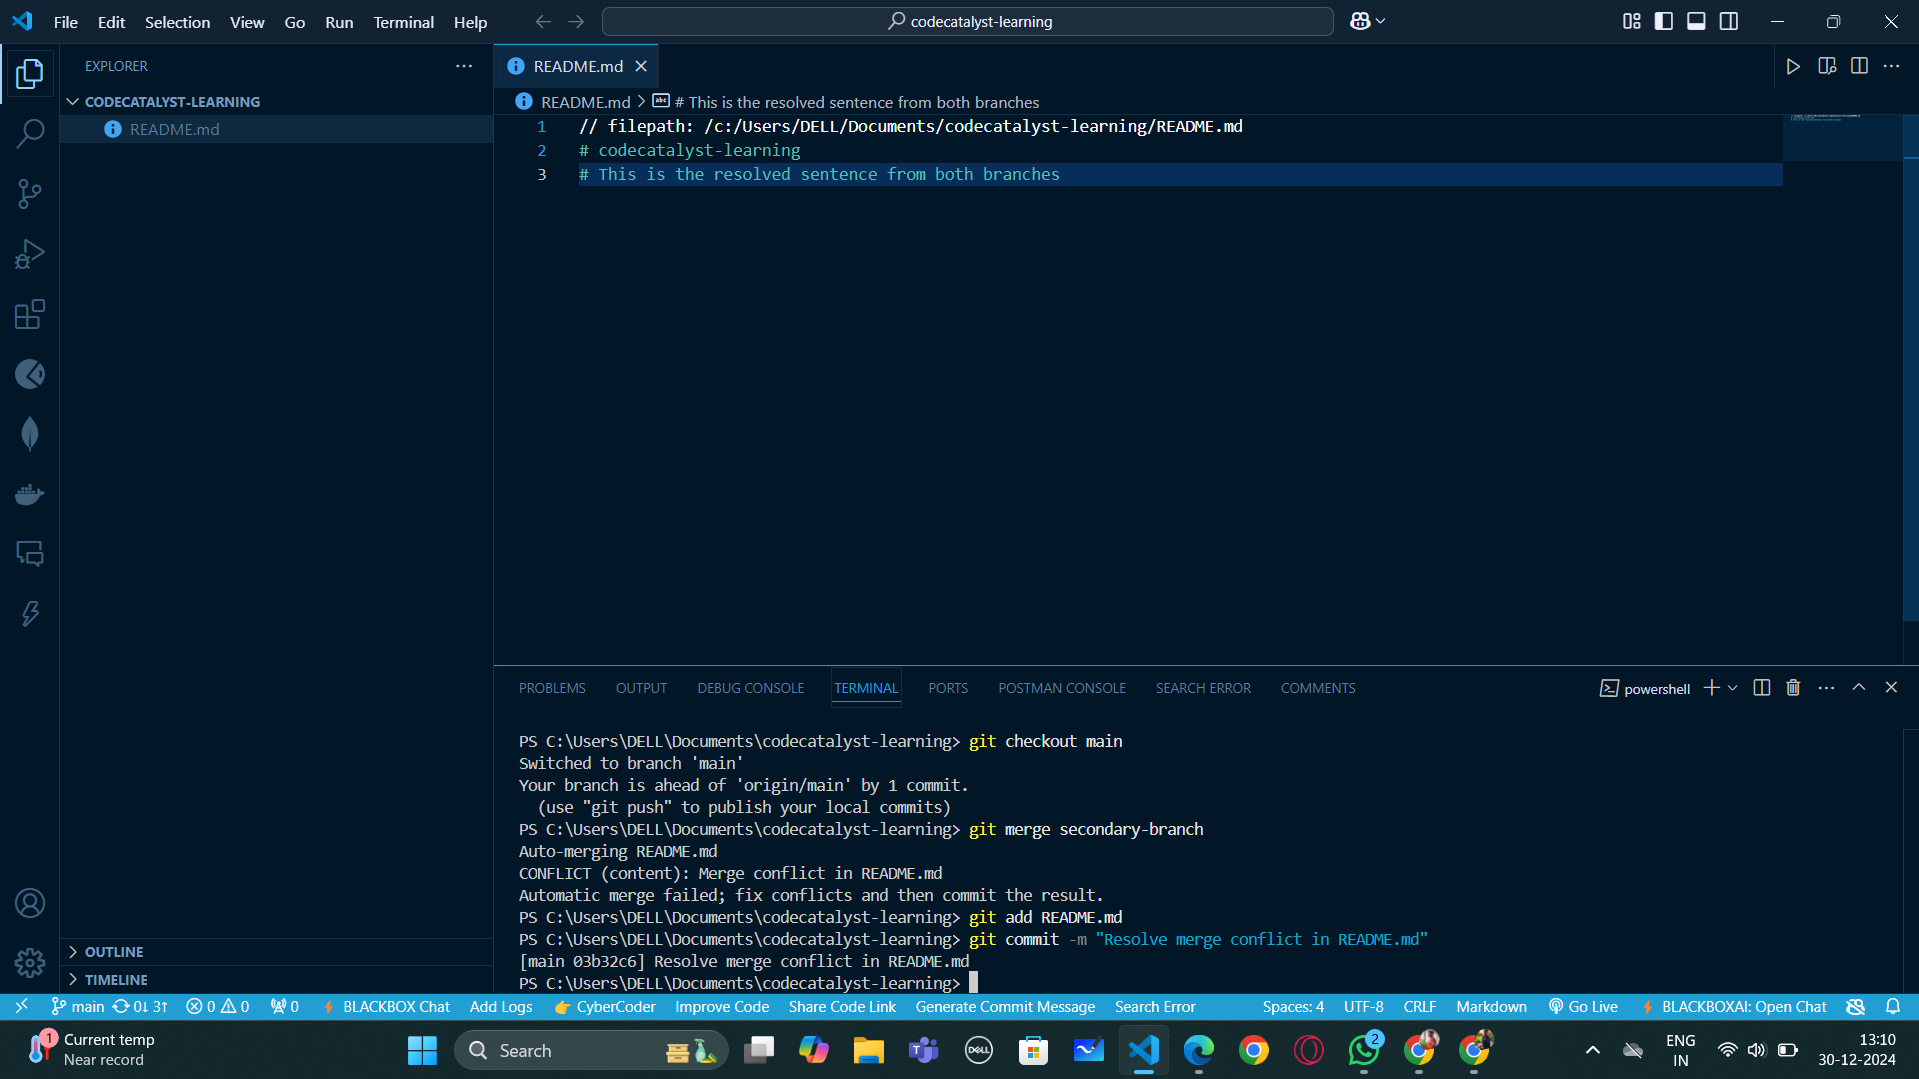 File Edit Selection View Go Run Terminal Help
codecatalyst-learning
EXPLORER
CODECATALYST-LEARNING
README.md
OUTLINE
TIMELINE
README.md
README.md > # This is the resolved sentence from both branches
1 // filepath: /c:/Users/DELL/Documents/codecatalyst-learning/README.md
2 # codecatalyst-learning
3 # This is the resolved sentence from both branches
PROBLEMS OUTPUT DEBUG CONSOLE TERMINAL PORTS POSTMAN CONSOLE SEARCH ERROR COMMENTS
powershell
PS C:\Users\DELL\Documents\codecatalyst-learning> git checkout main
Switched to branch 'main'
Your branch is ahead of 'origin/main' by 1 commit.
(use "git push" to publish your local commits)
PS C:\Users\DELL\Documents\codecatalyst-learning> git merge secondary-branch
Auto-merging README.md
CONFLICT (content): Merge conflict in README.md
Automatic merge failed; fix conflicts and then commit the result.
PS C:\Users\DELL\Documents\codecatalyst-learning> git add README.md
PS C:\Users\DELL\Documents\codecatalyst-learning> git commit -m "Resolve merge conflict in README.md"
[main 03b32c6] Resolve merge conflict in README.md
PS C:\Users\DELL\Documents\codecatalyst-learning>
main 0↓ 3↑ 0 0 0 BLACKBOX Chat Add Logs CyberCoder Improve Code Share Code Link Generate Commit Message Search Error Spaces: 4 UTF-8 CRLF Markdown Go Live BLACKBOXAI: Open Chat
1
Current temp
Near record
Search
DELL
2
ENG
IN
13:10
30-12-2024